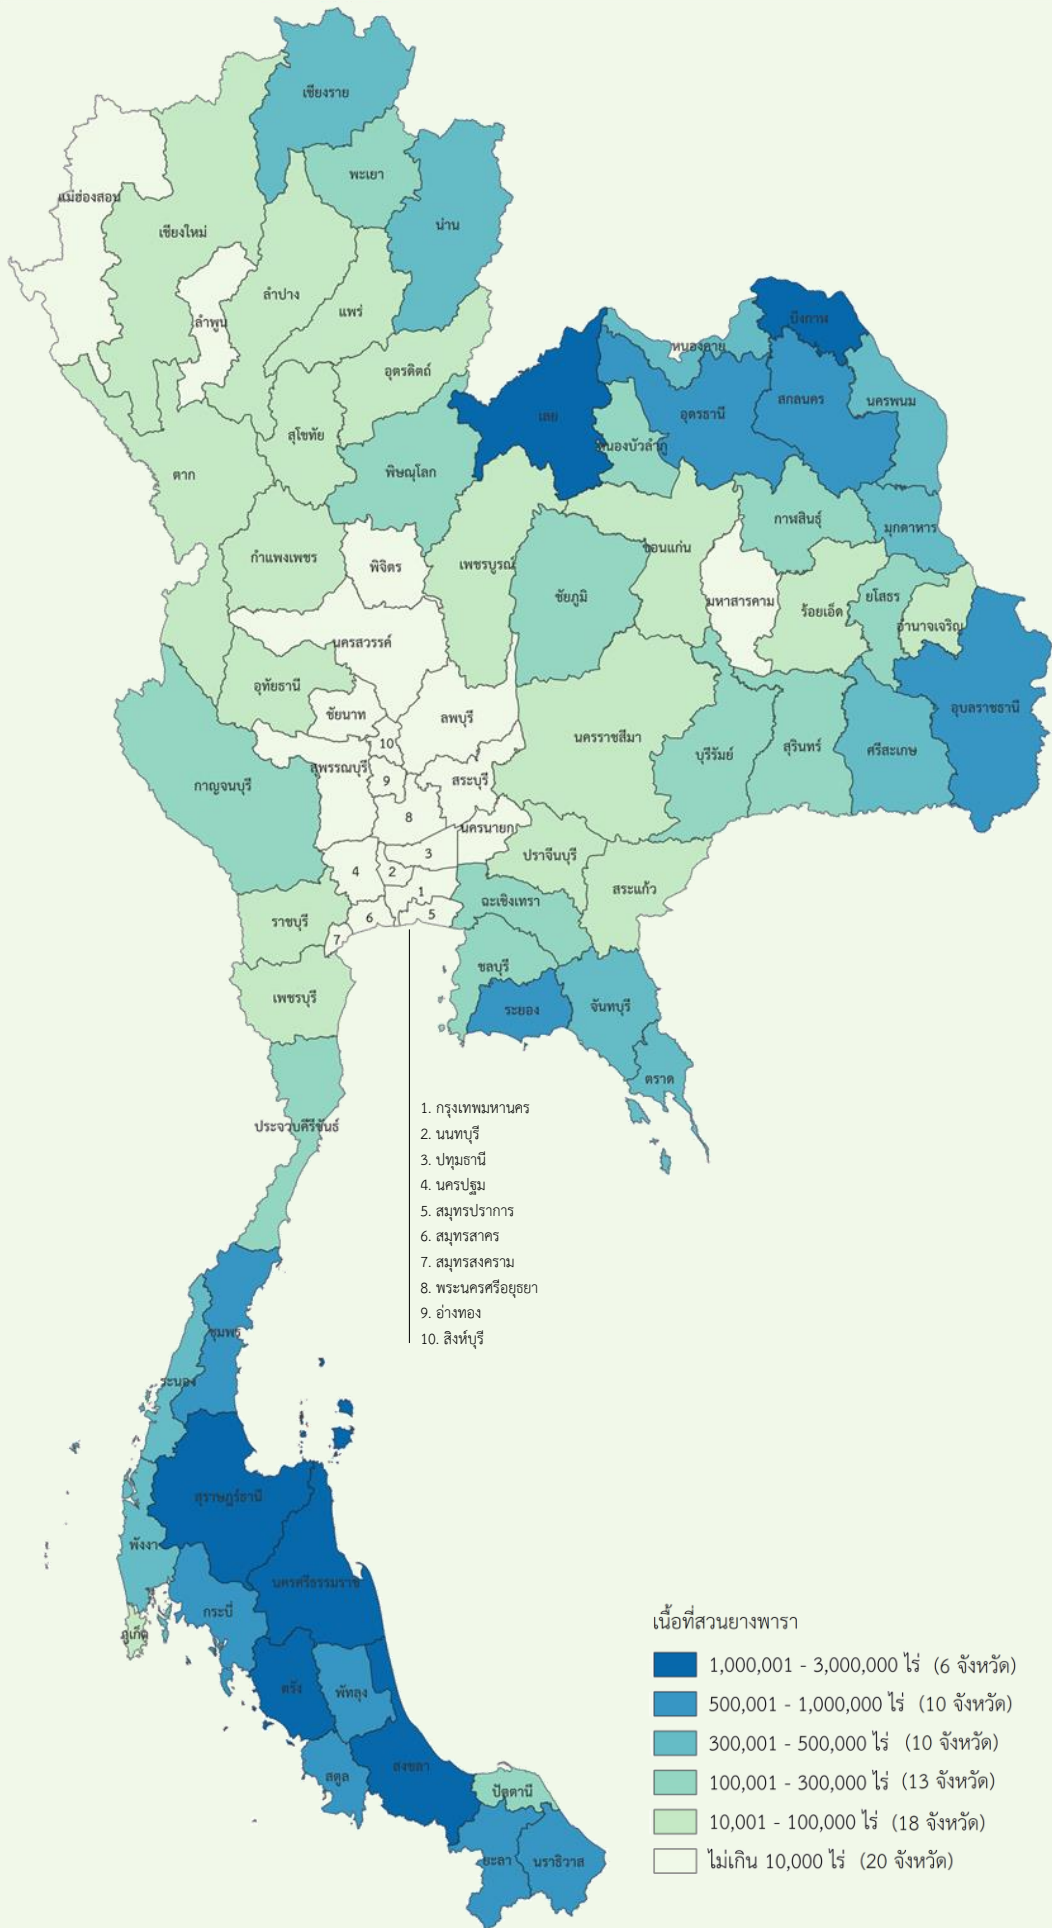 เชียงราย
พะเยา
แม่ฮ่องสอน
น่าน
เชียงใหม่
ลำปาง
แพร่
ลำพูน
บึงกาฬ
หนองคาย
อุตรดิตถ์
สกลนคร
นครพนม
เลย
อุดรธานี
สุโขทัย
หนองบัวลำภู
ตาก
พิษณุโลก
กาฬสินธุ์
มุกดาหาร
ขอนแก่น
กำแพงเพชร
พิจิตร
เพชรบูรณ์
ชัยภูมิ
มหาสารคาม
ร้อยเอ็ด
ยโสธร
อำนาจเจริญ
นครสวรรค์
อุทัยธานี
ชัยนาท
ลพบุรี
อุบลราชธานี
นครราชสีมา
บุรีรัมย์
สุรินทร์
ศรีสะเกษ
10
สุพรรณบุรี
9
สระบุรี
กาญจนบุรี
8
นครนายก
3
ปราจีนบุรี
4
2
1
สระแก้ว
ฉะเชิงเทรา
ราชบุรี
6
5
7
ชลบุรี
เพชรบุรี
ระยอง
จันทบุรี
ตราด
ประจวบคีรีขันธ์
1. กรุงเทพมหานคร
2. นนทบุรี
3. ปทุมธานี
4. นครปฐม
5. สมุทรปราการ
6. สมุทรสาคร
7. สมุทรสงคราม
8. พระนครศรีอยุธยา
9. อ่างทอง
10. สิงห์บุรี
ชุมพร
ระนอง
สุราษฎร์ธานี
พังงา
นครศรีธรรมราช
กระบี่
ภูเก็ต
ตรัง
พัทลุง
สงขลา
สตูล
ปัตตานี
ยะลา
นราธิวาส
เนื้อที่สวนยางพารา
1,000,001 - 3,000,000 ไร่ (6 จังหวัด)
500,001 - 1,000,000 ไร่ (10 จังหวัด)
300,001 - 500,000 ไร่ (10 จังหวัด)
100,001 - 300,000 ไร่ (13 จังหวัด)
10,001 - 100,000 ไร่ (18 จังหวัด)
ไม่เกิน 10,000 ไร่ (20 จังหวัด)